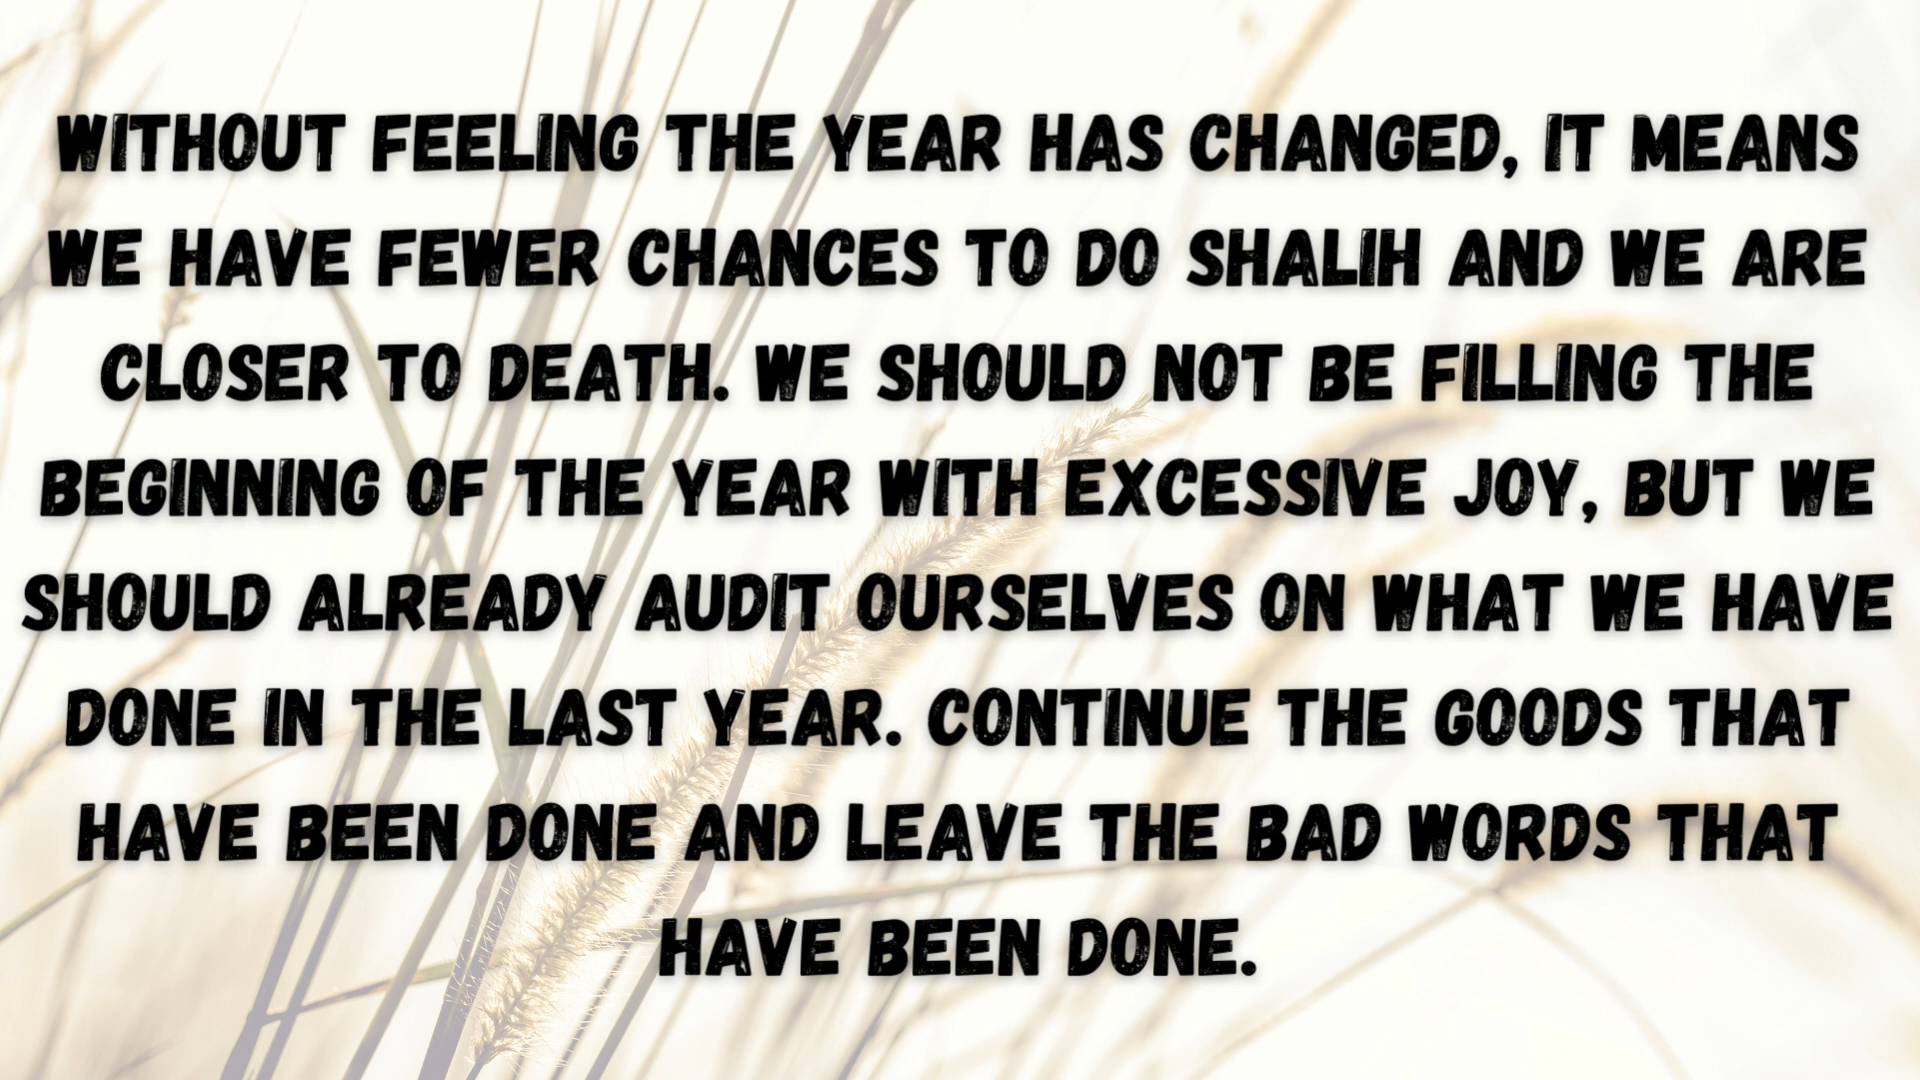 WITHOUT FEELING THE YEAR HAS CHANGED, IT MEANS
WE HAVE FEWER CHANCES TO DO SHALIH AND WE ARE
CLOSER TO DEATH. WE SHOULD NOT BE FILLING THE
BEGINNING OF THE YEAR WITH EXCESSIVE JOY, BUT WE
SHOULD ALREADY AUDIT OURSELVES ON WHAT WE HAVE
DONE IN THE LAST YEAR. CONTINUE THE GOODS THAT
HAVE BEEN DONE AND LEAVE THE BAD WORDS THAT
HAVE BEEN DONE.